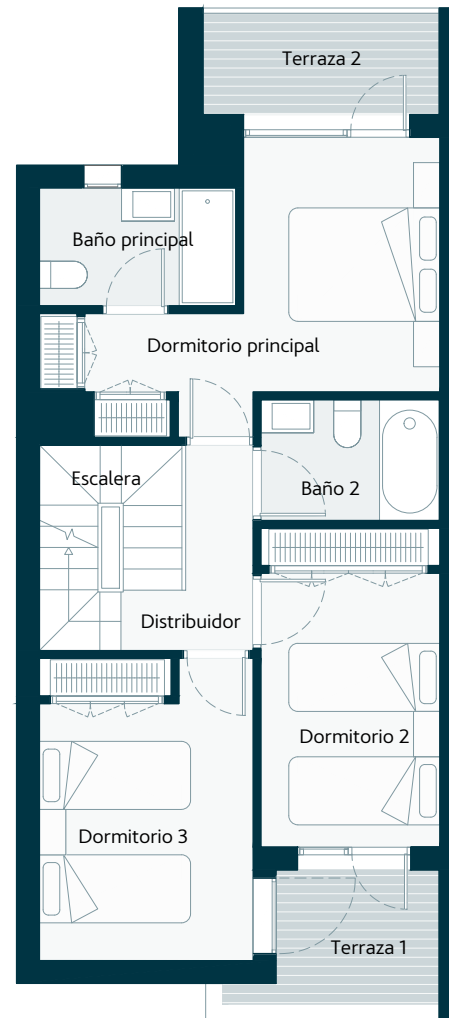 Terraza 2
Baño principal
Dormitorio principal
Escalera
Baño 2
Distribuidor
Dormitorio 2
Dormitorio 3
Terraza 1